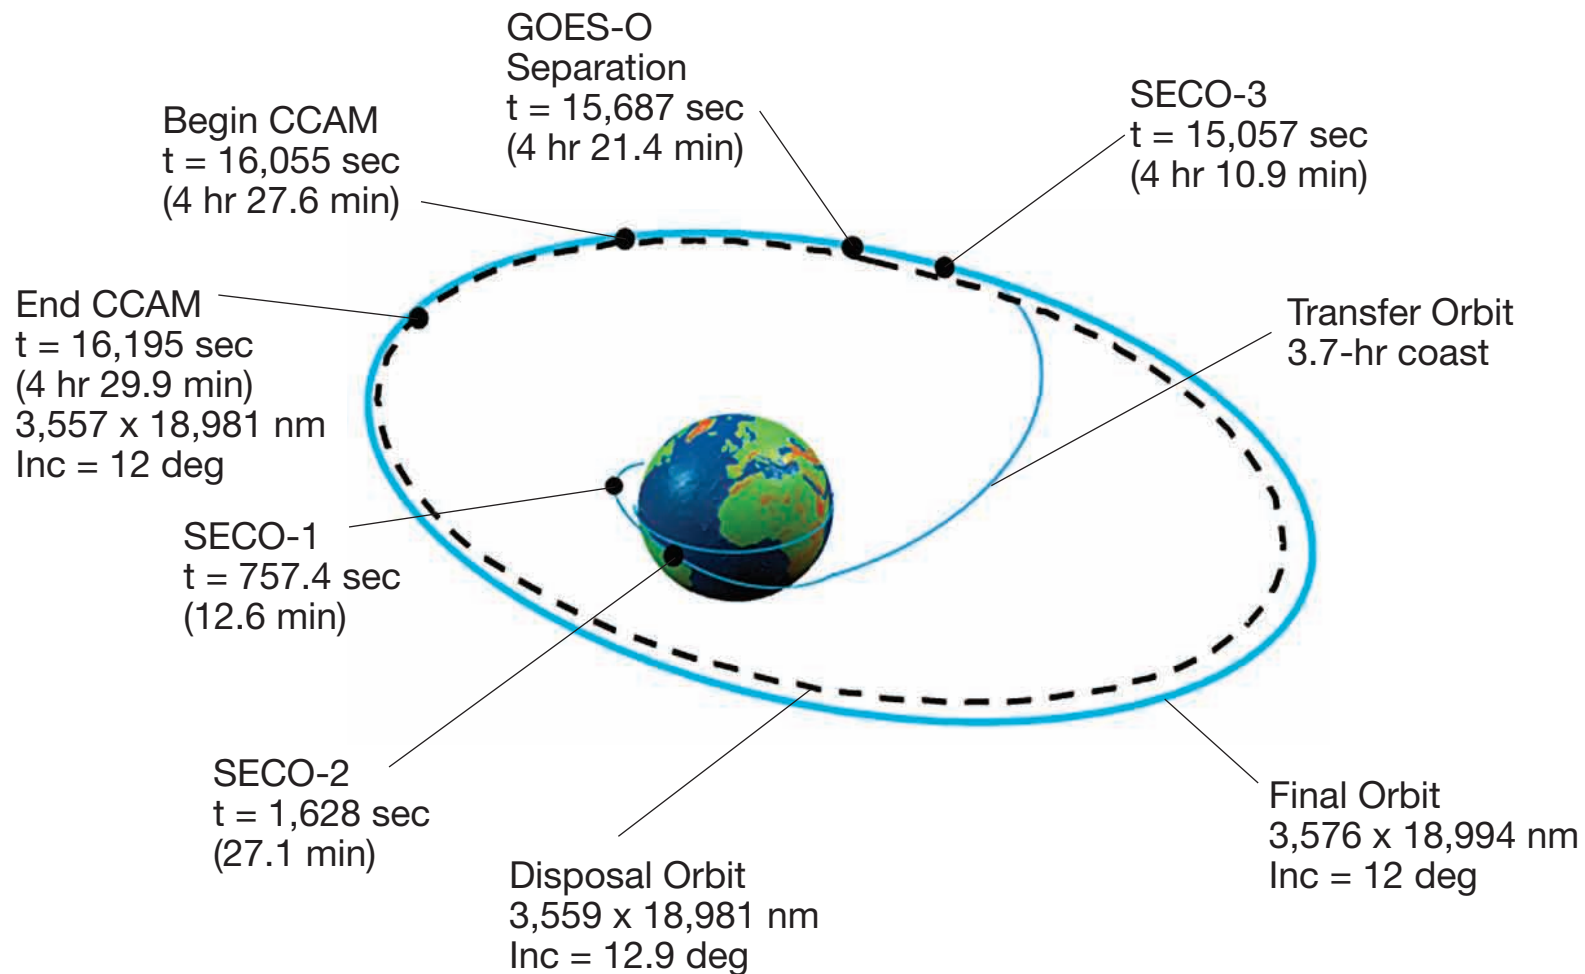 GOES-O
Separation
t = 15,687 sec
(4 hr 21.4 min)
SECO-3
t = 15,057 sec
(4 hr 10.9 min)
Begin CCAM
t = 16,055 sec
(4 hr 27.6 min)
End CCAM
t = 16,195 sec
(4 hr 29.9 min)
3,557 x 18,981 nm
Inc = 12 deg
Transfer Orbit
3.7-hr coast
SECO-1
t = 757.4 sec
(12.6 min)
SECO-2
t = 1,628 sec
(27.1 min)
Disposal Orbit
3,559 x 18,981 nm
Inc = 12.9 deg
Final Orbit
3,576 x 18,994 nm
Inc = 12 deg